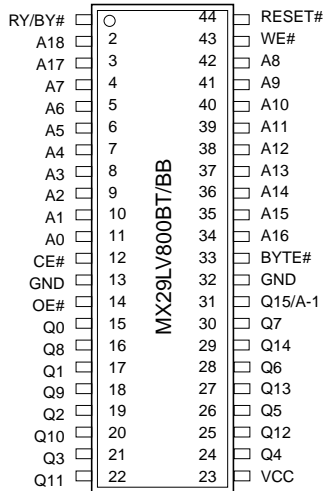 RY/BY# 44 RESET#
A18 2 43 WE#
A17 3 42 A8
A7 4 41 A9
A6 5 40 A10
A5 6 39 A11
A4 7 38 A12
A3 8 37 A13
A2 9 36 A14
A1 10 35 A15
A0 11 34 A16
CE# 12 33 BYTE#
GND 13 32 GND
OE# 14 31 Q15/A-1
Q0 15 30 Q7
Q8 16 29 Q14
Q1 17 28 Q6
Q9 18 27 Q13
Q2 19 26 Q5
Q10 20 25 Q12
Q3 21 24 Q4
Q11 22 23 VCC
MX29LV800BT/BB